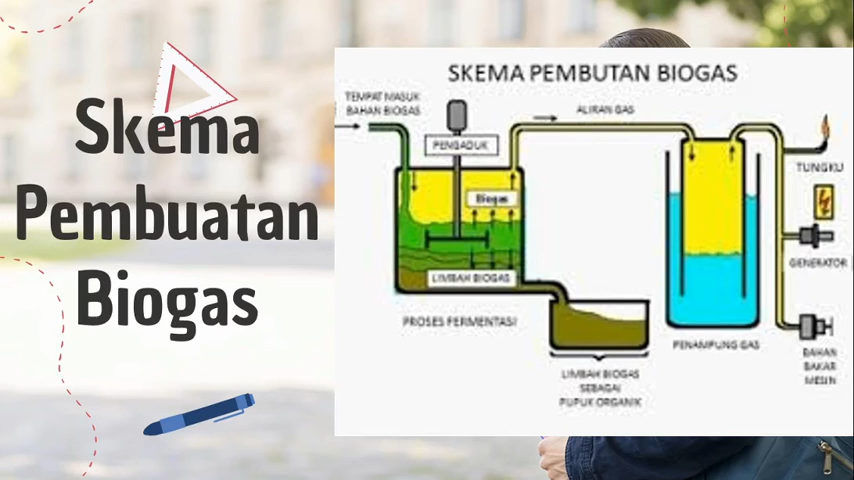 Skema
Pembuatan
Biogas
SKEMA PEMBUTAN BIOGAS
TEMPAT MASUK
BAHAN BIOGAS
ALIRAN GAS
PENGADUK
Biogas
LIMBAH BIOGAS
PROSES FERMENTASI
LIMBAH BIOGAS
SEBAGAI
PUPUK ORGANIK
PENAMPUNG GAS
TUNGKU
GENERATOR
BAHAN
BAKAR
MESIN